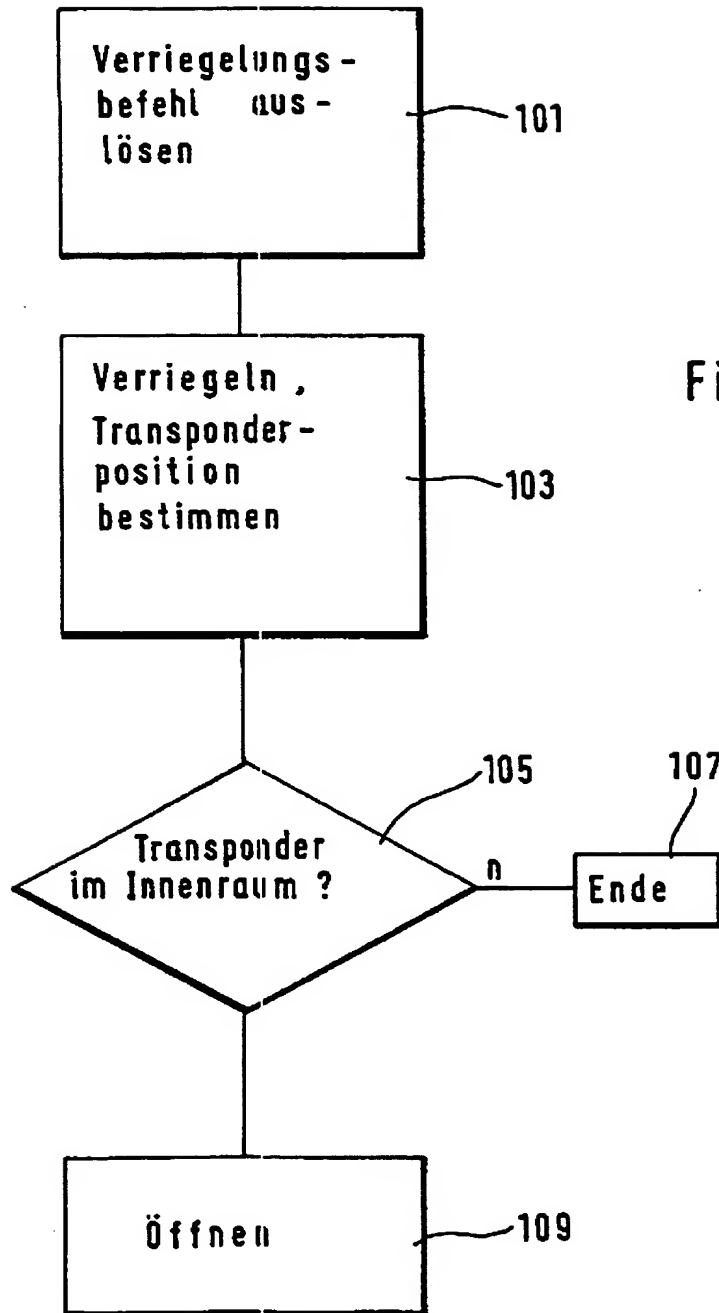 Verriegelungs-
befehl aus-
lösen
101
Verriegeln,
Transponder-
position
bestimmen
103
Transponder
im Innenraum ?
105
n
107
Ende
Öffnen
109